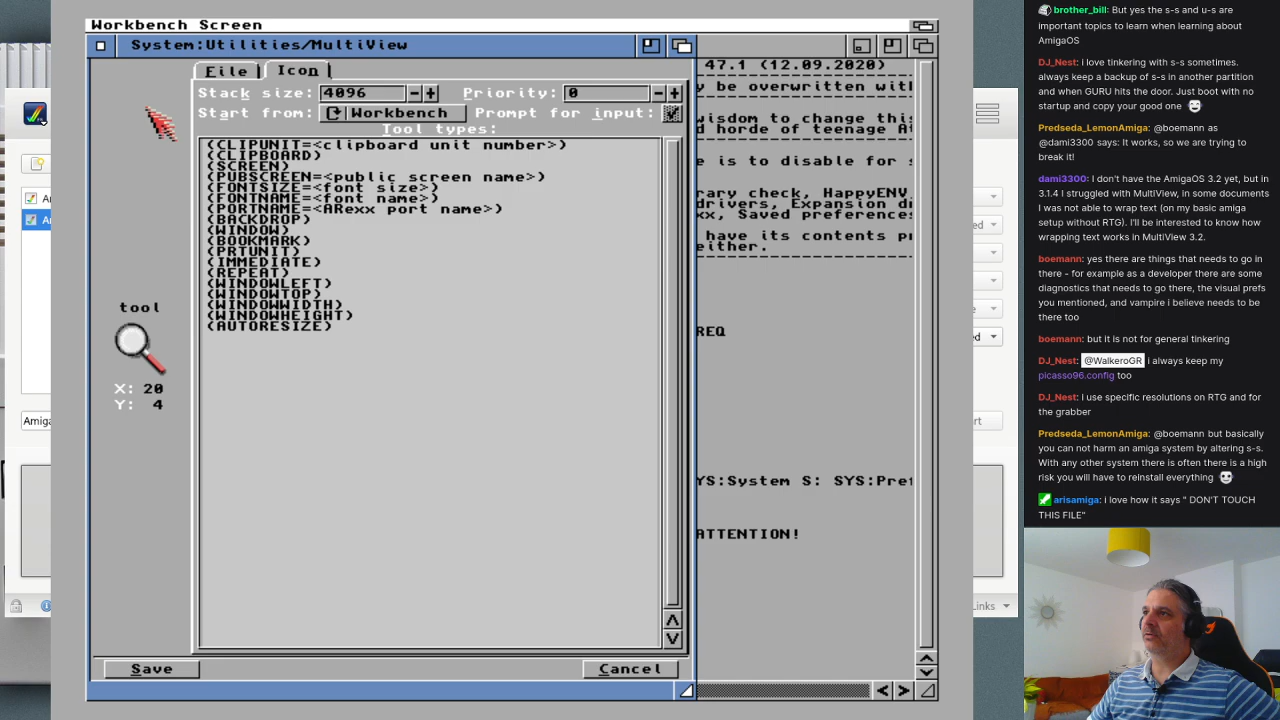 Workbench Screen
System:Utilities/MultiView
File
Icon
Stack size:
4096
Priority:
0
Start from:
Workbench
Prompt for input:
Tool types:
(CLIPUNIT=<clipboard unit number>)
(CLIPBOARD)
(SCREEN)
(PUBSCREEN=<public screen name>)
(FONTSIZE=<font size>)
(FONTNAME=<font name>)
(PORTNAME=<ARexx port name>)
(BACKDROP)
(WINDOW)
(BOOKMARK)
(PRTUNIT)
(IMMEDIATE)
(REPEAT)
(WINDOWLEFT)
(WINDOWTOP)
(WINDOWWIDTH)
(WINDOWHEIGHT)
(AUTORESIZE)
tool
X: 20
Y: 4
Save
Cancel
47.1 (12.09.2020)
y be overwritten wit
wisdom to change this
d horde of teenage A
e is to disable for s
rary check, HappyENV
drivers, Expansion d
xx, Saved preferences
have its contents p
either.
REQ
YS:System S: SYS:Pre
ATTENTION!
Amiga
Links
brother_bill: But yes the s-s and u-s are
important topics to learn when learning about
AmigaOS
DJ_Nest: i love tinkering with s-s sometimes.
always keep a backup of s-s in another partition
and when GURU hits the door. Just boot with no
startup and copy your good one
Predseda_LemonAmiga: @boemann as
@dami3300 says: It works, so we are trying to
break it!
dami3300: I don't have the AmigaOS 3.2 yet, but in
3.1.4 I struggled with MultiView, in some documents
I was not able to wrap text (on my basic amiga
setup without RTG). I'll be interested to know how
wrapping text works in MultiView 3.2.
boemann: yes there are things that needs to go in
there - for example as a developer there are some
diagnostics that needs to go there, the visual prefs
you mentioned, and vampire i believe needs to be
there too
boemann: but it is not for general tinkering
DJ_Nest: @WalkeroGR i always keep my
picasso96.config too
DJ_Nest: I use specific resolutions on RTG and for
the grabber
Predseda_LemonAmiga: @boemann but basically
you can not harm an amiga system by altering s-s.
With any other system there is often there is a high
risk you will have to reinstall everything
arisamiga: i love how it says " DON'T TOUCH
THIS FILE"